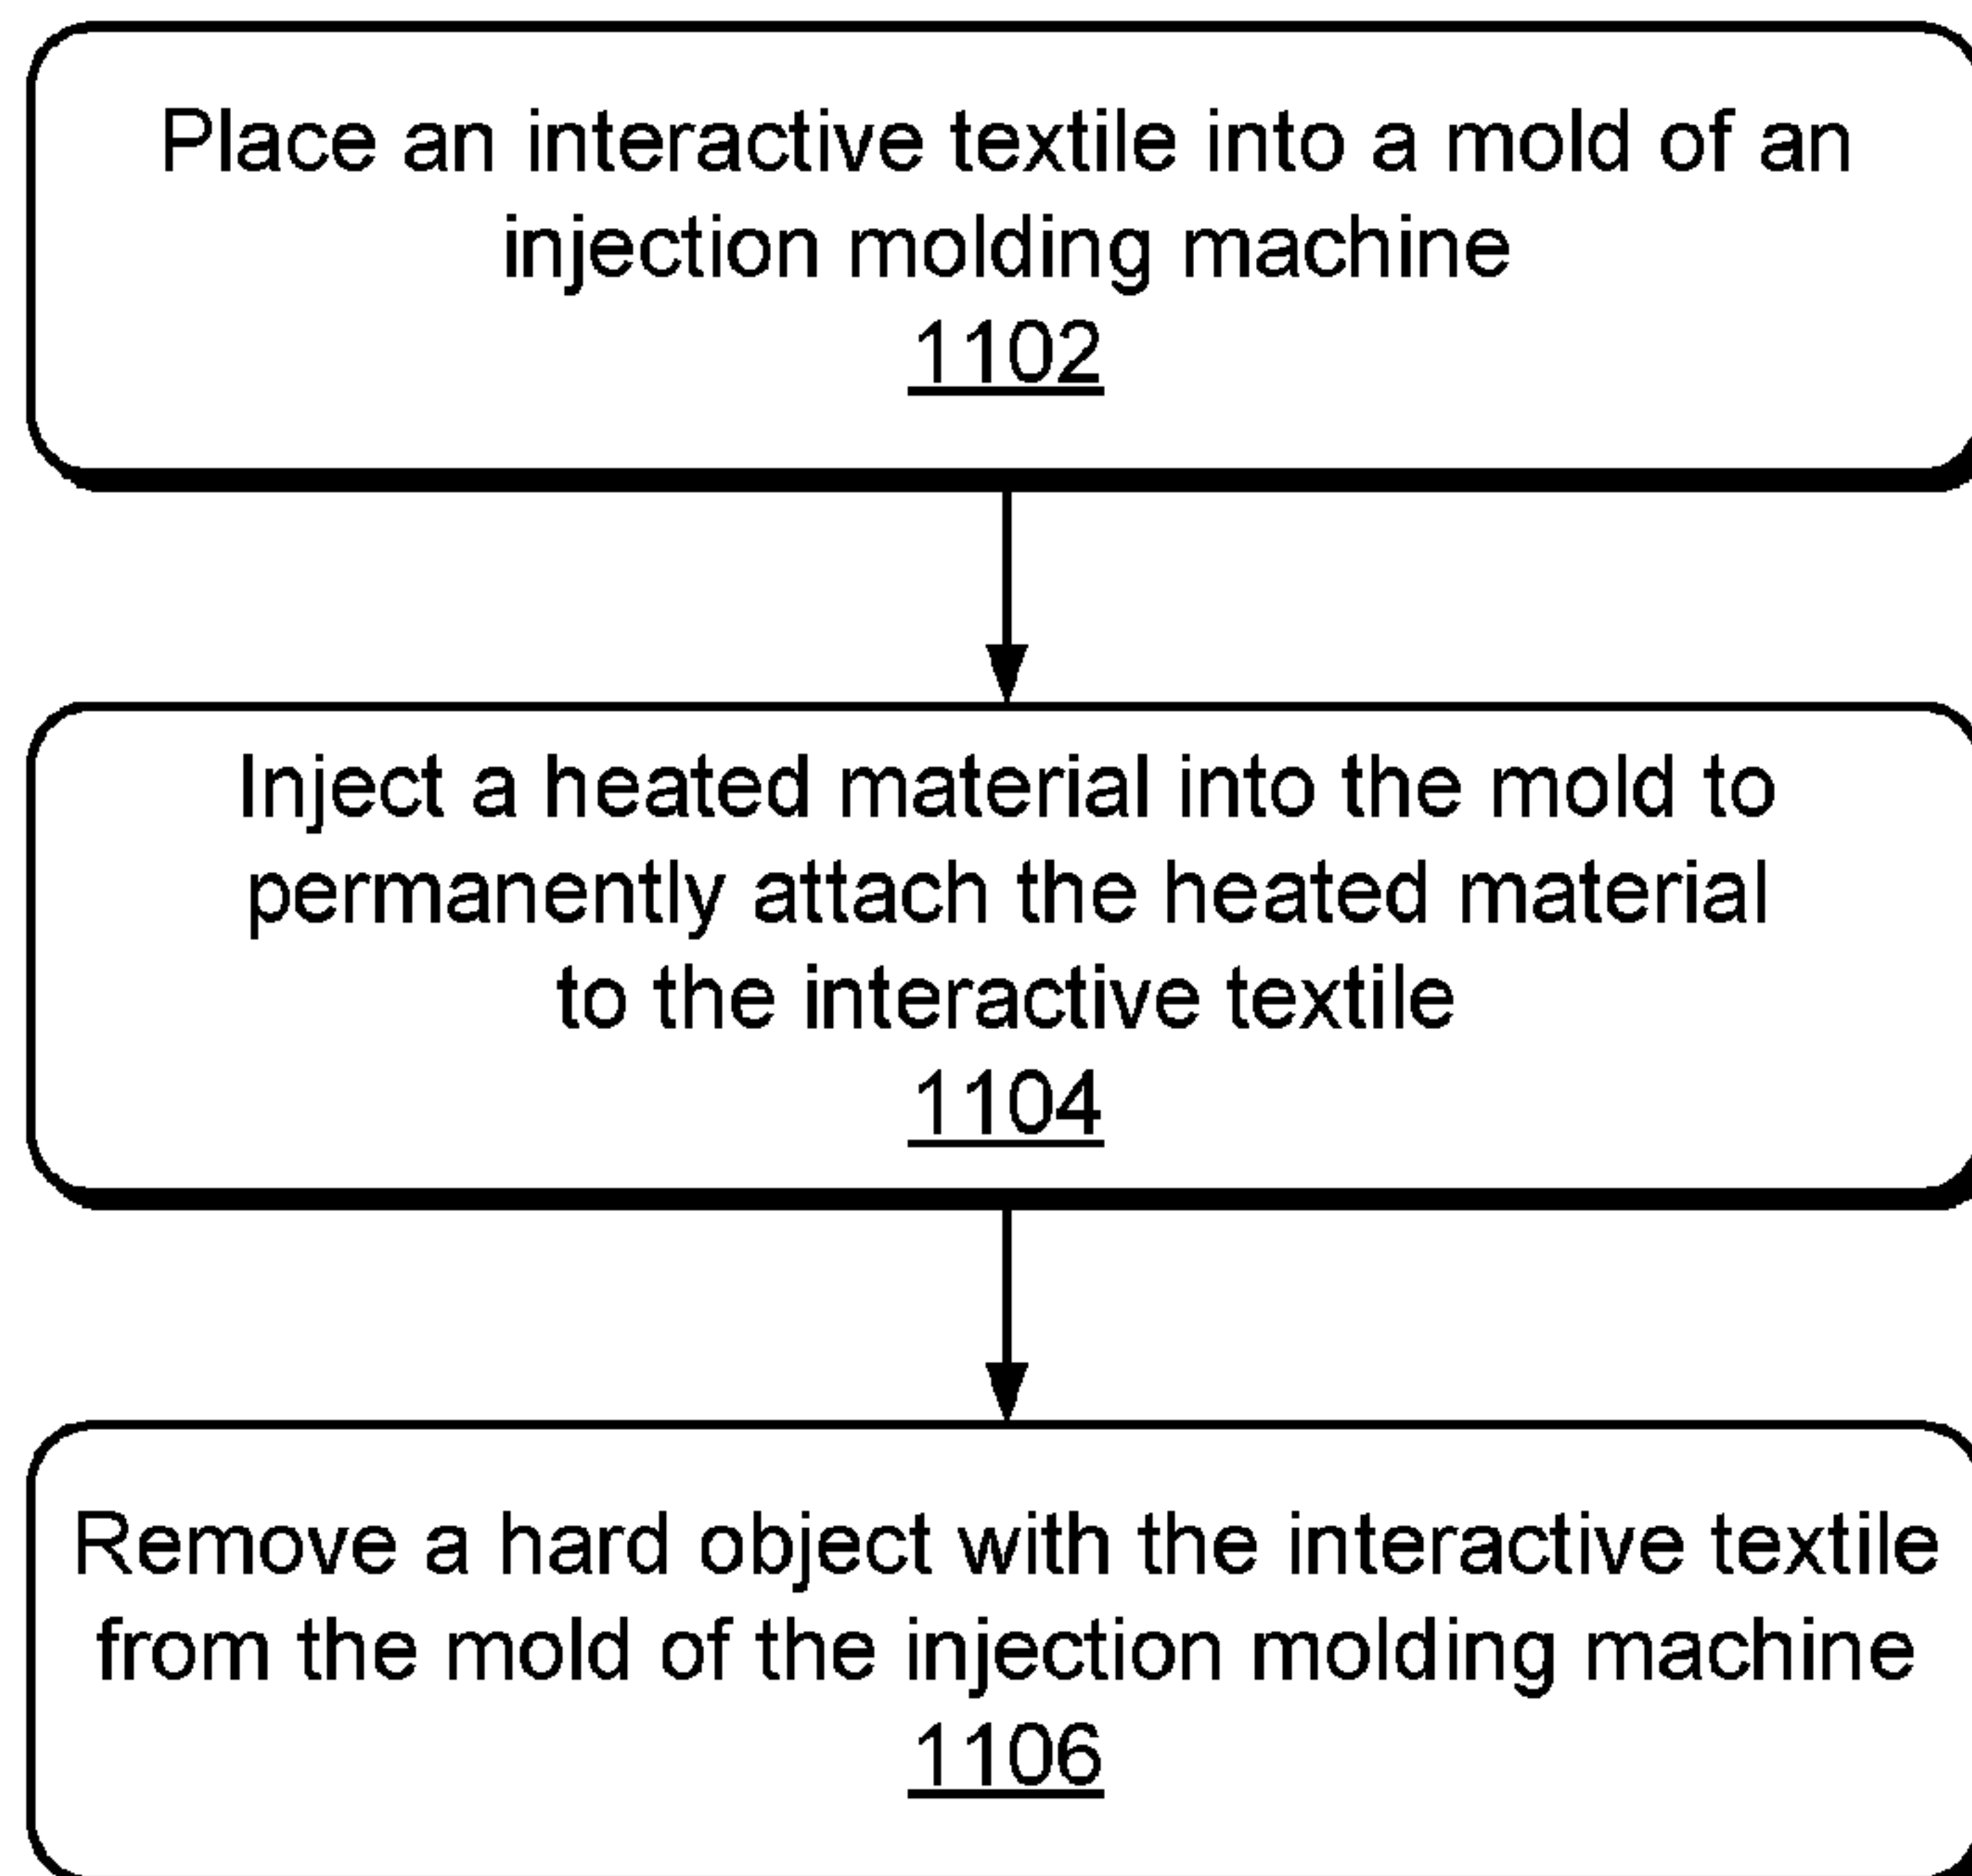 Place an interactive textile into a mold of an
injection molding machine
1102
Inject a heated material into the mold to
permanently attach the heated material
to the interactive textile
1104
Remove a hard object with the interactive textile
from the mold of the injection molding machine
1106